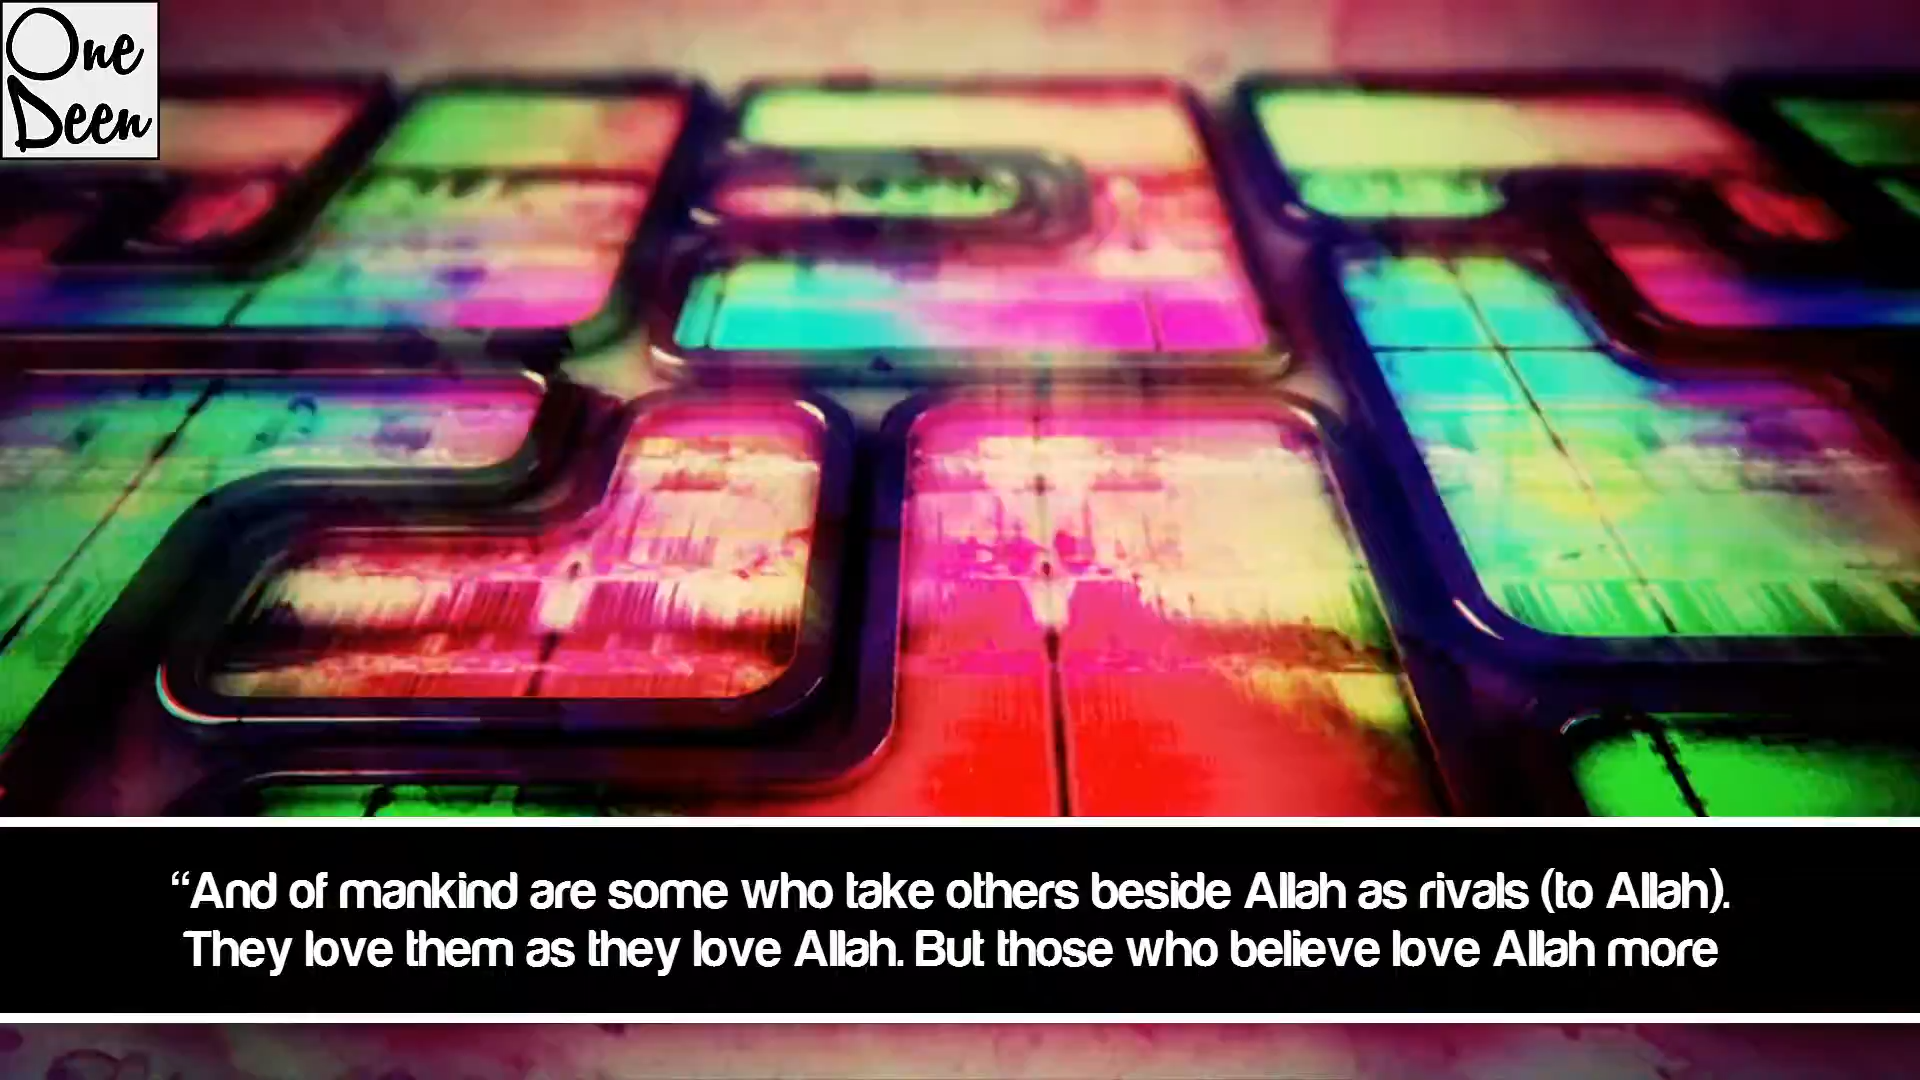 One
Deen
“And of mankind are some who take others beside Allah as rivals (to Allah).
They love them as they love Allah. But those who believe love Allah more